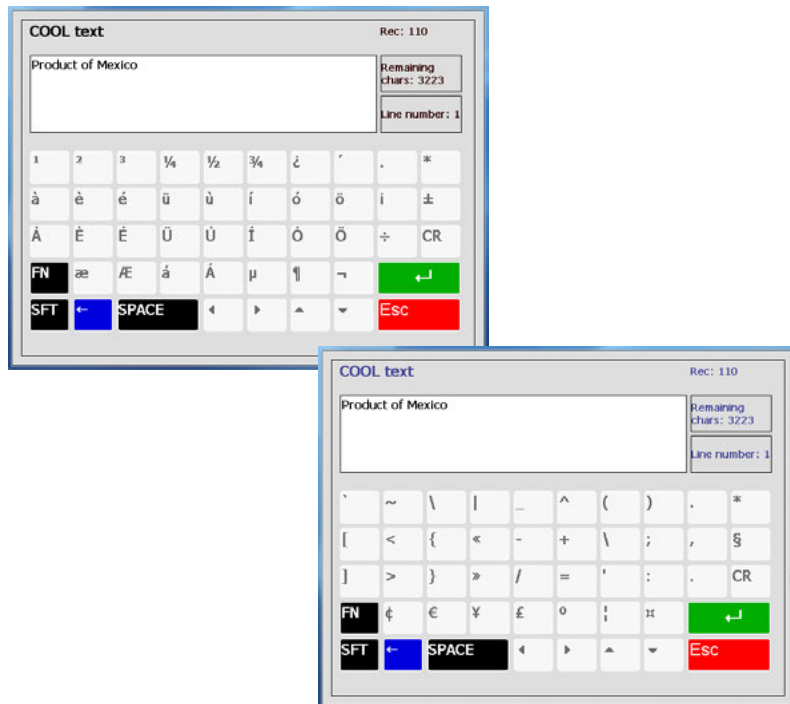 COOL text Rec: 110
Product of Mexico
Remaining
chars: 3223
Line number: 1
¹ ² ³ ¼ ½ ¾ ¿ ´ . *
à è é ü ù í ó ö i ±
À È É Ü Ú Í Ó Ö ÷ CR
FN æ Æ á Á µ ¶ ¬
SFT ← SPACE Esc
COOL text Rec: 110
Product of Mexico
Remaining
chars: 3223
Line number: 1
` ~ \ | _ ^ ( ) . *
[ < { « - + \ ; , §
] > } » / = ' : . CR
FN ¢ € ¥ £ º ¦ ¤
SFT ← SPACE Esc